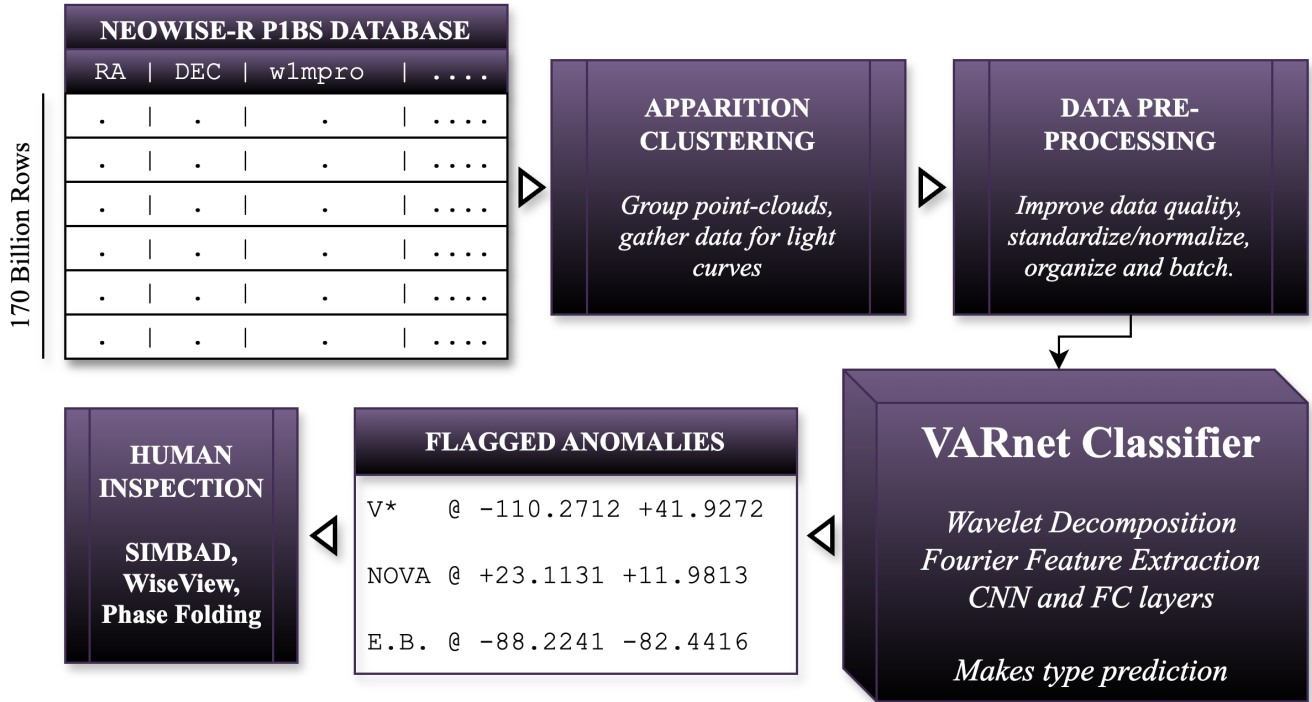 NEOWISE-R P1BS DATABASE
RA | DEC | w1mpro | ....
. | . | . | ....
. | . | . | ....
. | . | . | ....
. | . | . | ....
. | . | . | ....
. | . | . | ....
170 Billion Rows
APPARITION
CLUSTERING
Group point-clouds,
gather data for light
curves
DATA PRE-
PROCESSING
Improve data quality,
standardize/normalize,
organize and batch.
VARnet Classifier
Wavelet Decomposition
Fourier Feature Extraction
CNN and FC layers
Makes type prediction
FLAGGED ANOMALIES
V* @ -110.2712 +41.9272
NOVA @ +23.1131 +11.9813
E.B. @ -88.2241 -82.4416
HUMAN
INSPECTION
SIMBAD,
WiseView,
Phase Folding